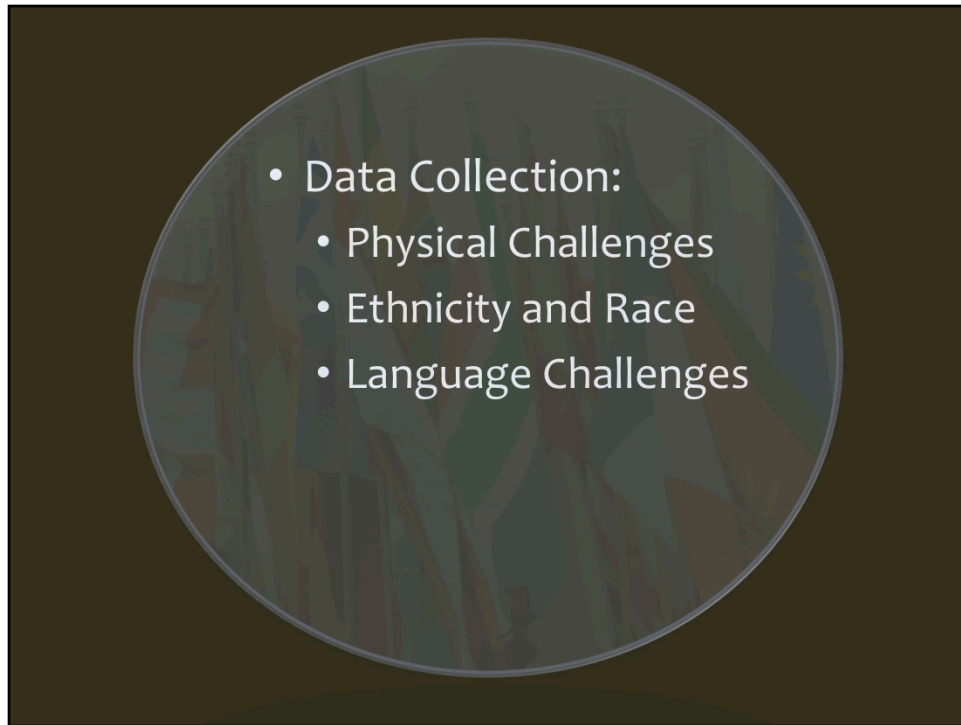 • Data Collection:
• Physical Challenges
• Ethnicity and Race
• Language Challenges